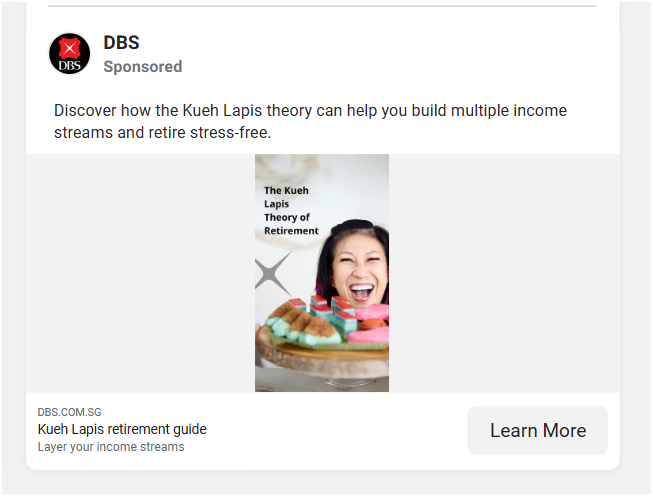 DBS
DBS
Sponsored
Discover how the Kueh Lapis theory can help you build multiple income
streams and retire stress-free.
The Kueh
Lapis
Theory of
Retirement
DBS.COM.SG
Kueh Lapis retirement guide
Layer your income streams
Learn More